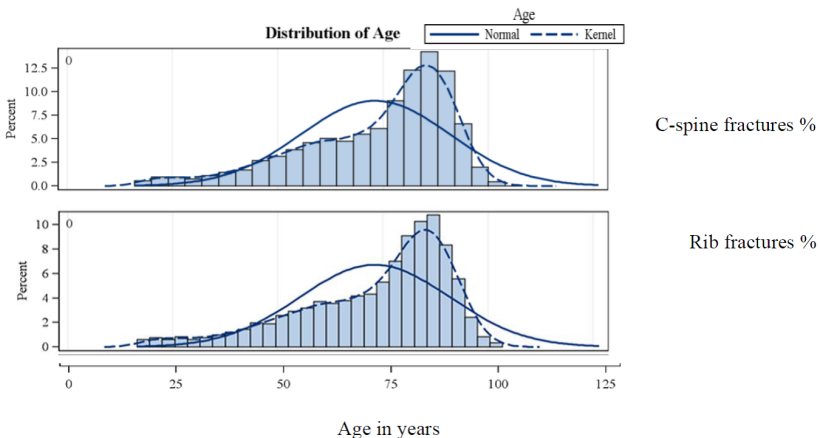 Age
Distribution of Age
Normal Kernel
0
12.5
10.0
7.5
5.0
2.5
0.0
Percent
C-spine fractures %
0
10
8
6
4
2
0
Percent
Rib fractures %
0 25 50 75 100 125
Age in years